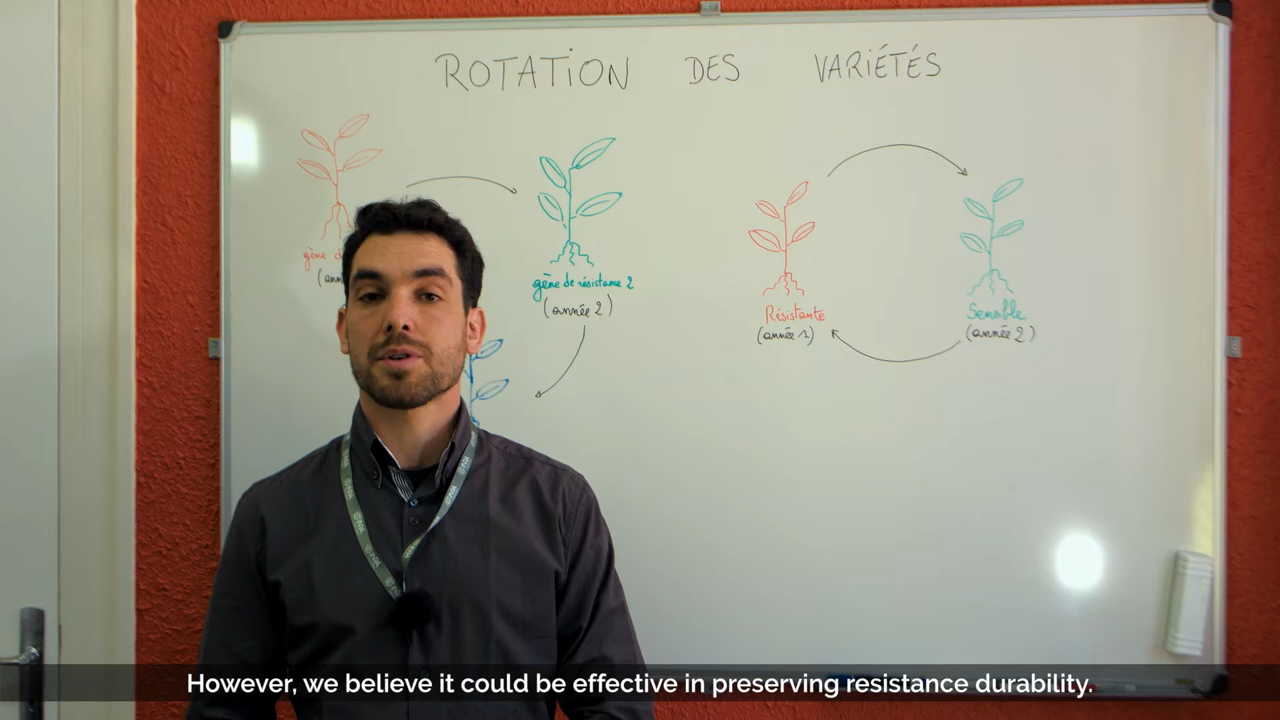 ROTATION DES VARIÉTÉS
gène de résistance 2
(année 2)
Résistante
(année 1)
Sensible
(année 2)
However, we believe it could be effective in preserving resistance durability.